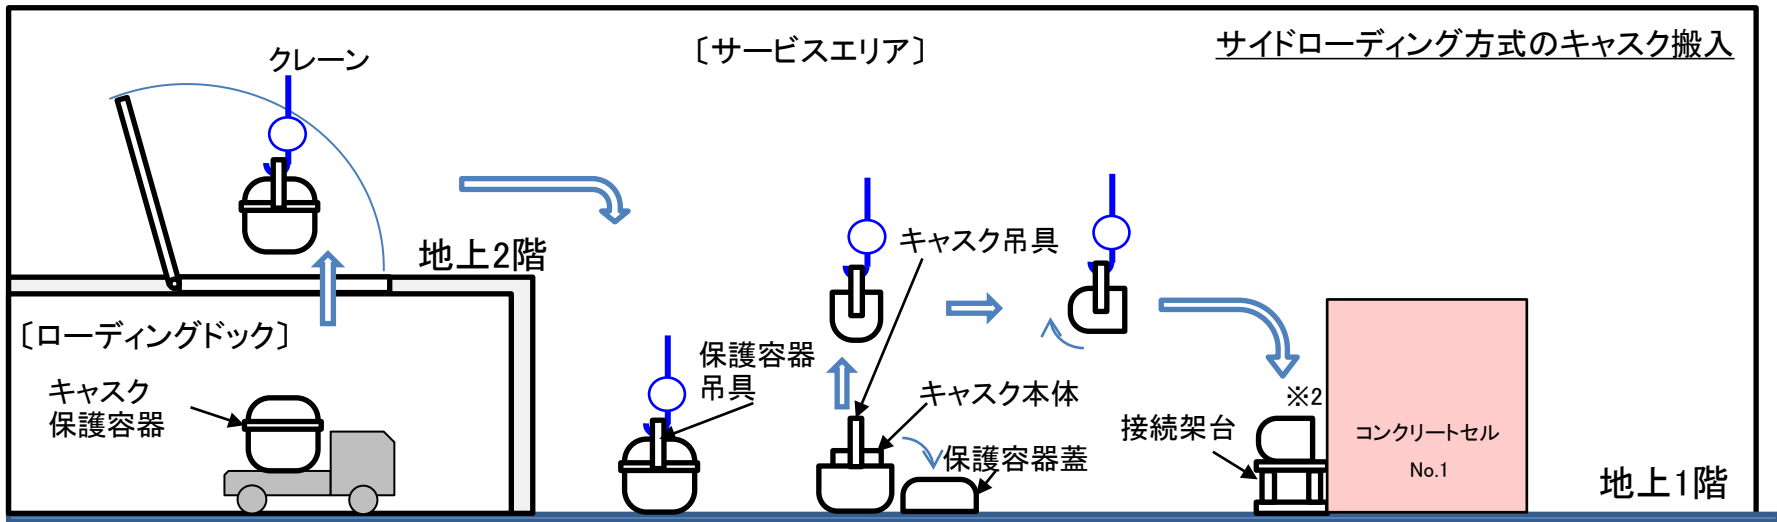 サイドローディング方式のキャスク搬入
〔サービスエリア〕
クレーン
地上2階
キャスク吊具
〔ローディングドック〕
保護容器
吊具
キャスク
保護容器
キャスク本体
※2
接続架台
コンクリートセル
No.1
保護容器蓋
地上1階